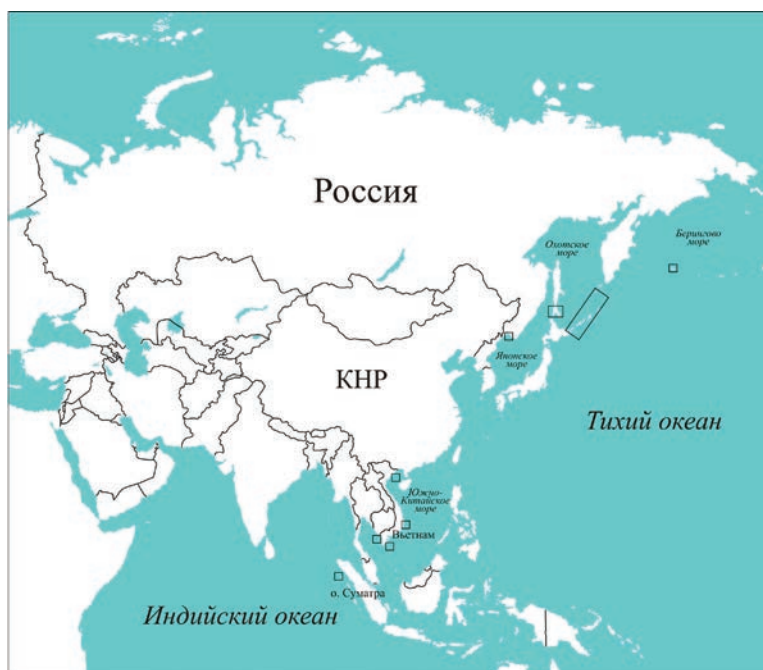 Россия
Охотское
море
Берингово
море
Японское
море
КНР
Тихий океан
Южно-
Китайское
море
Вьетнам
о. Суматра
Индийский океан